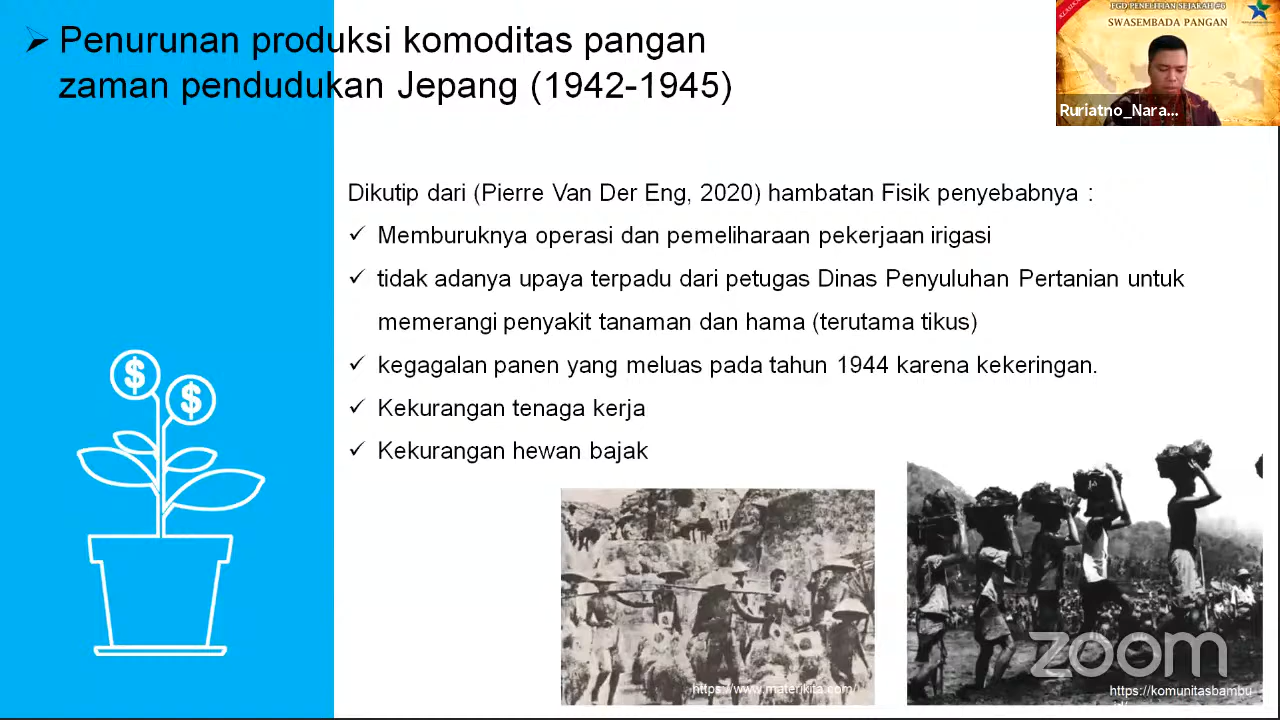 Penurunan produksi komoditas pangan
zaman pendudukan Jepang (1942-1945)
KLASIKA
FGD PENELITIAN SEJARAH #6
SWASEMBADA PANGAN
Ruriatno_Nara...
Dikutip dari (Pierre Van Der Eng, 2020) hambatan Fisik penyebabnya :
Memburuknya operasi dan pemeliharaan pekerjaan irigasi
tidak adanya upaya terpadu dari petugas Dinas Penyuluhan Pertanian untuk
memerangi penyakit tanaman dan hama (terutama tikus)
kegagalan panen yang meluas pada tahun 1944 karena kekeringan.
Kekurangan tenaga kerja
Kekurangan hewan bajak
$
$
https://www.materikita.com/
zoom
https://komunitasbambu